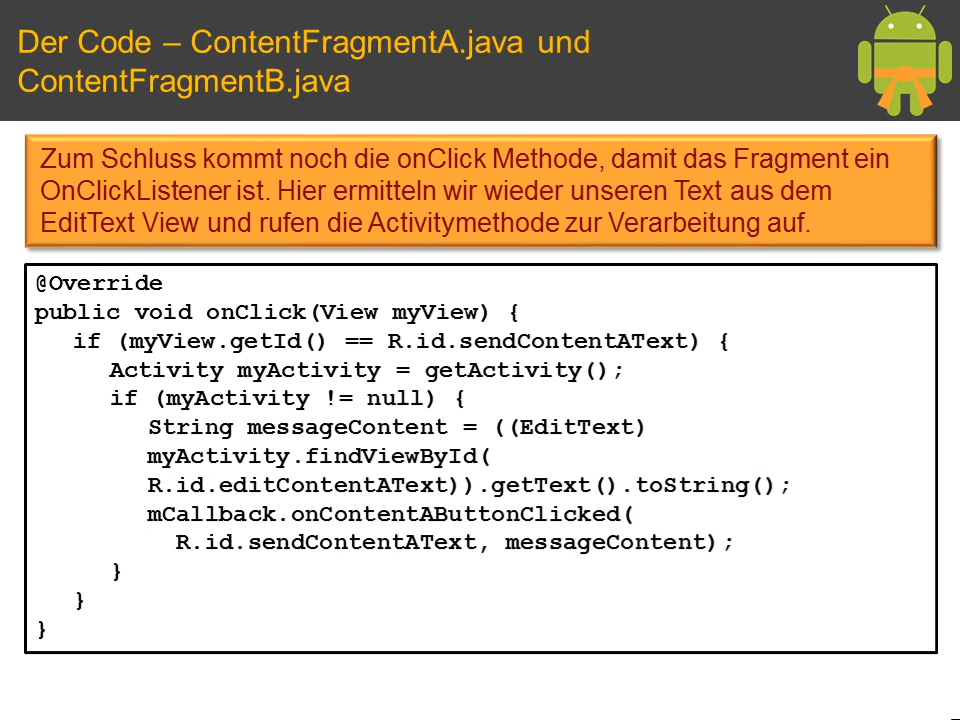 Der Code – ContentFragmentA.java und
ContentFragmentB.java
Zum Schluss kommt noch die onClick Methode, damit das Fragment ein
OnClickListener ist. Hier ermitteln wir wieder unseren Text aus dem
EditText View und rufen die Activitymethode zur Verarbeitung auf.
@Override
public void onClick(View myView) {
if (myView.getId() == R.id.sendContentAText) {
Activity myActivity = getActivity();
if (myActivity != null) {
String messageContent = ((EditText)
myActivity.findViewById(
R.id.editContentAText)).getText().toString();
mCallback.onContentAButtonClicked(
R.id.sendContentAText, messageContent);
}
}
}